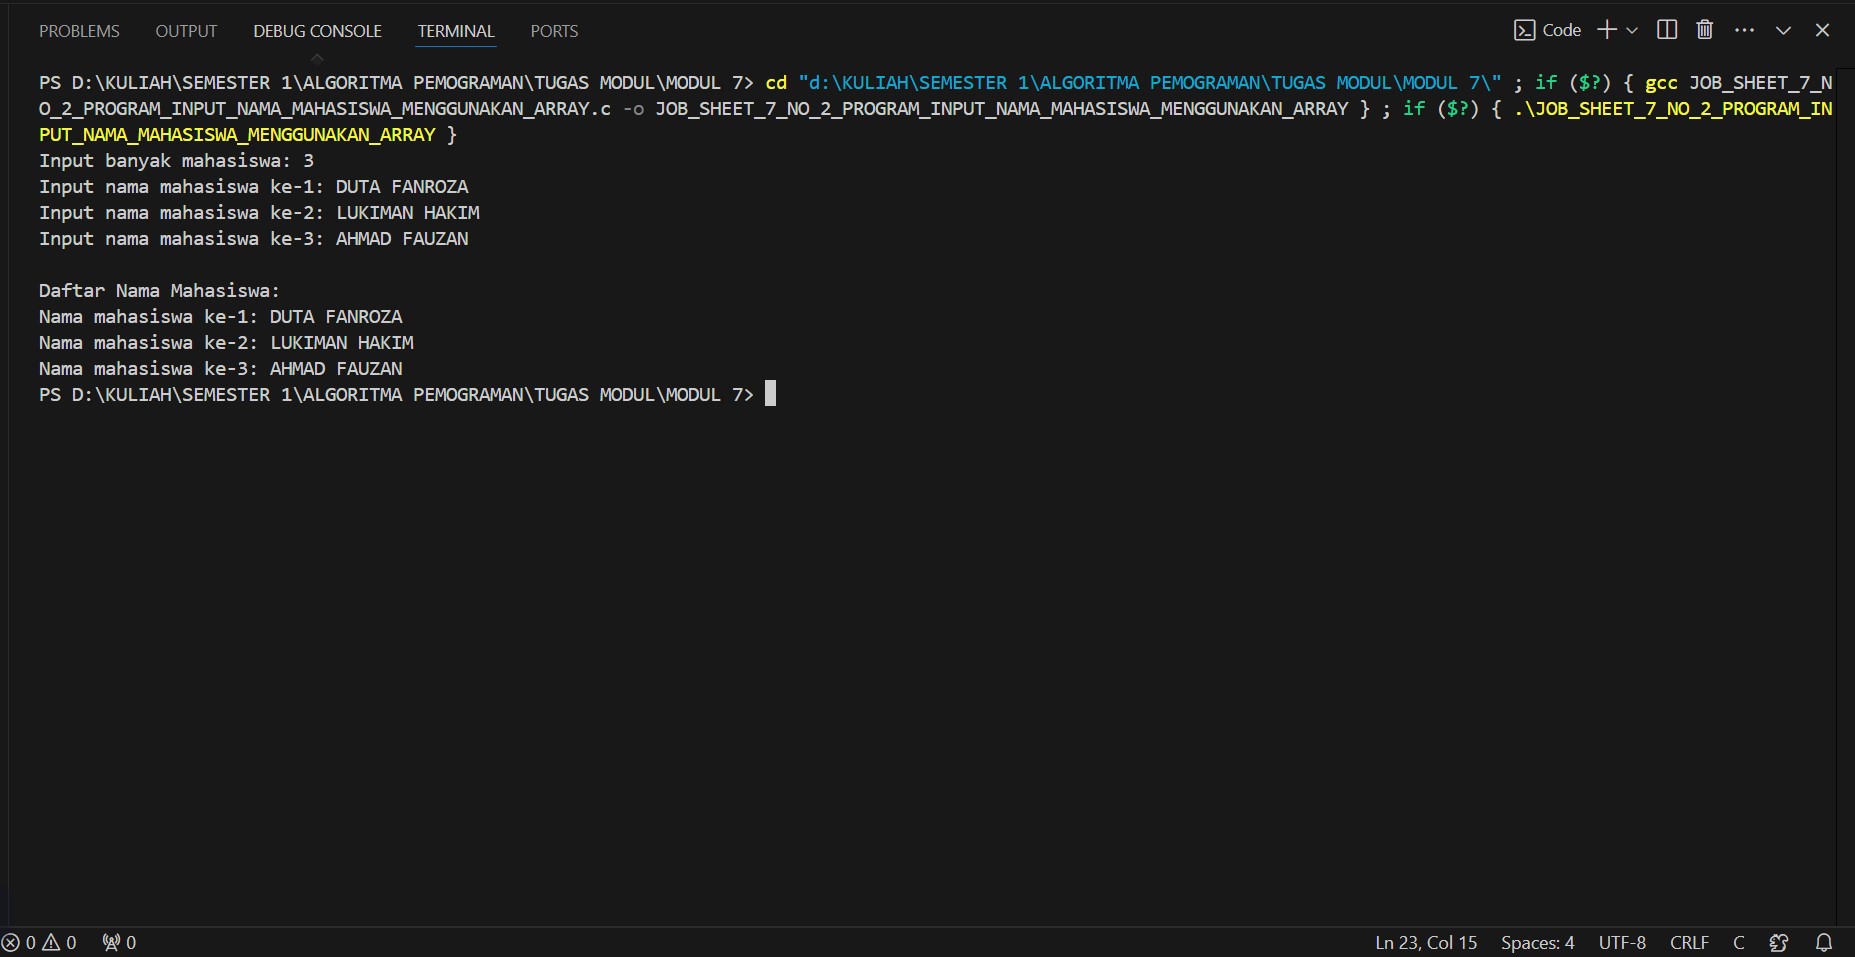 PROBLEMS OUTPUT DEBUG CONSOLE TERMINAL PORTS Code
PS D:\KULIAH\SEMESTER 1\ALGORITMA PEMOGRAMAN\TUGAS MODUL\MODUL 7> cd "d:\KULIAH\SEMESTER 1\ALGORITMA PEMOGRAMAN\TUGAS MODUL\MODUL 7\" ; if ($?) { gcc JOB_SHEET_7_N
O_2_PROGRAM_INPUT_NAMA_MAHASISWA_MENGGUNAKAN_ARRAY.c -o JOB_SHEET_7_NO_2_PROGRAM_INPUT_NAMA_MAHASISWA_MENGGUNAKAN_ARRAY } ; if ($?) { .\JOB_SHEET_7_NO_2_PROGRAM_IN
PUT_NAMA_MAHASISWA_MENGGUNAKAN_ARRAY }
Input banyak mahasiswa: 3
Input nama mahasiswa ke-1: DUTA FANROZA
Input nama mahasiswa ke-2: LUKIMAN HAKIM
Input nama mahasiswa ke-3: AHMAD FAUZAN
Daftar Nama Mahasiswa:
Nama mahasiswa ke-1: DUTA FANROZA
Nama mahasiswa ke-2: LUKIMAN HAKIM
Nama mahasiswa ke-3: AHMAD FAUZAN
PS D:\KULIAH\SEMESTER 1\ALGORITMA PEMOGRAMAN\TUGAS MODUL\MODUL 7>
0 0 0 Ln 23, Col 15 Spaces: 4 UTF-8 CRLF C